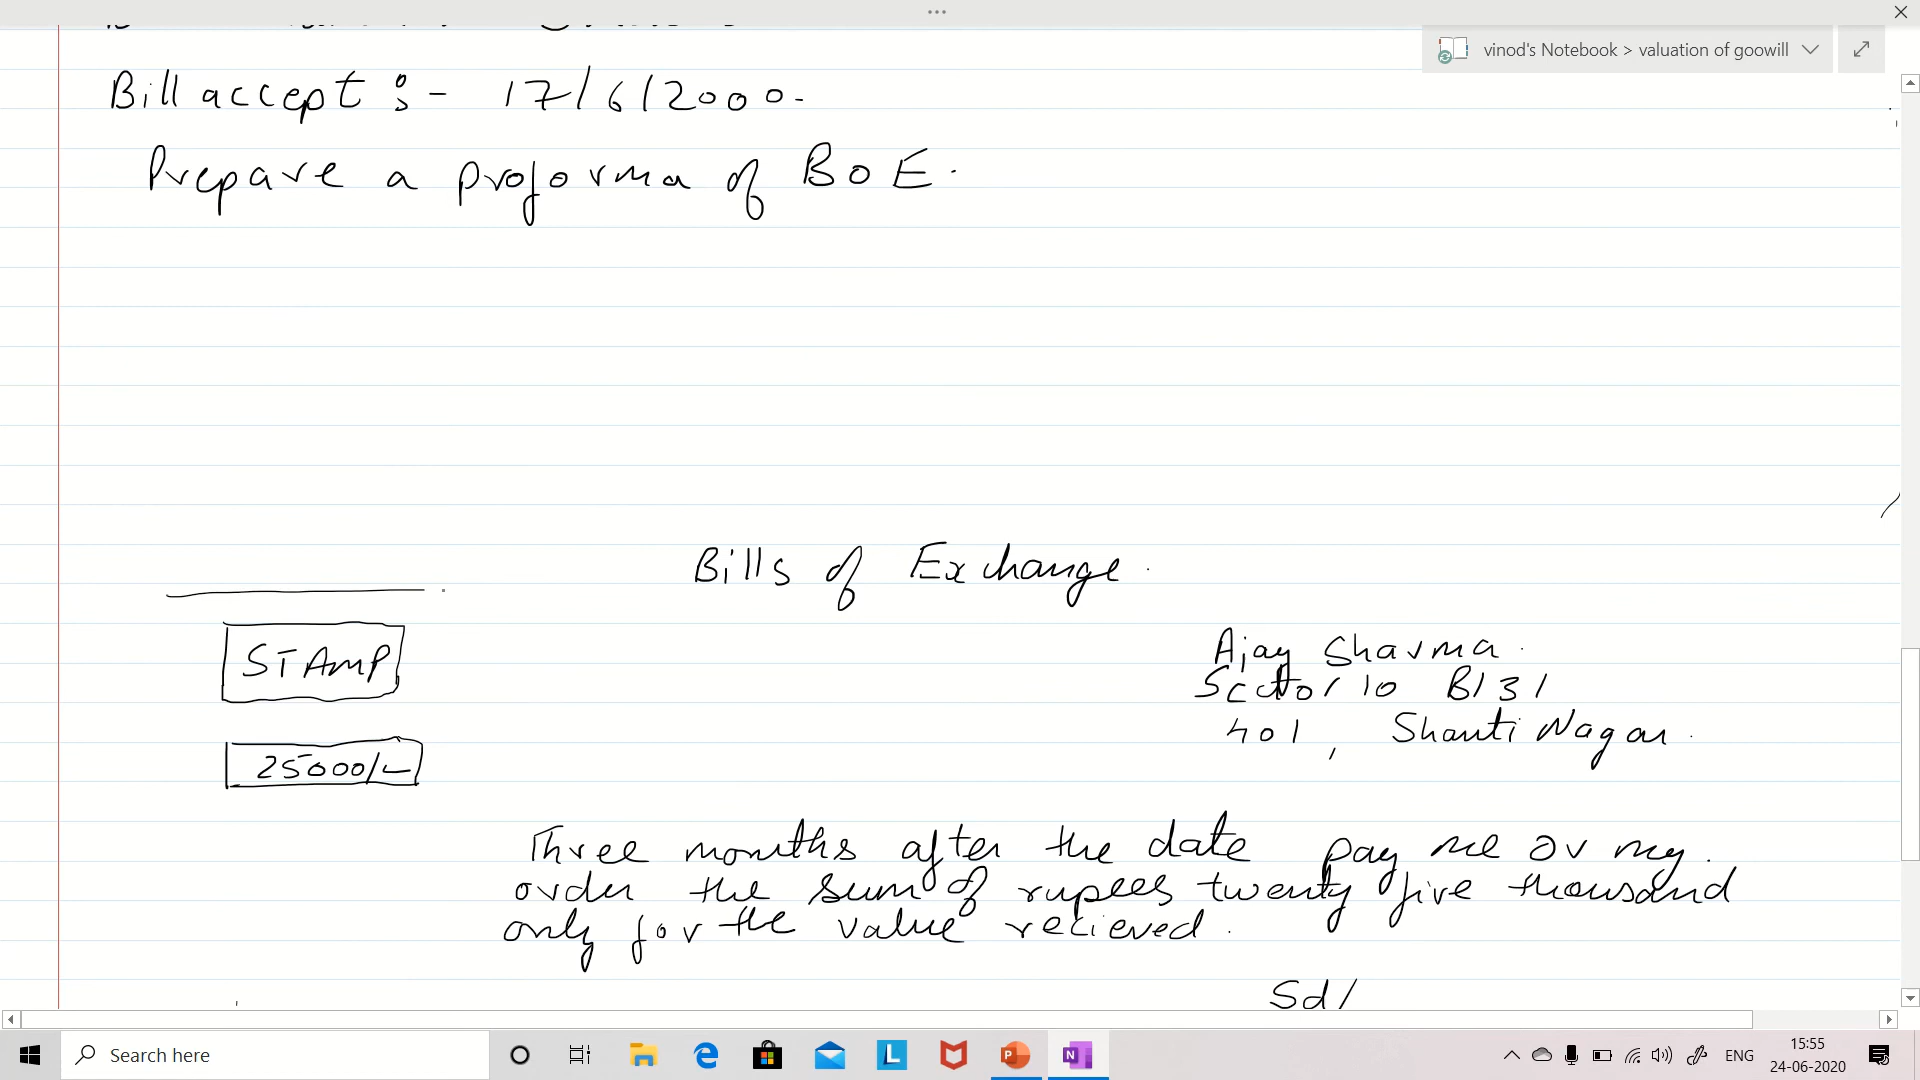 vinod's Notebook > valuation of goowill
Bill accept :- 17/6/2000.
Prepare a proforma of BoE.
Bills of Exchange.
STAMP
Ajay Sharma.
Sector 10 B131
401, Shanti Nagar.
25000/-
Three months after the date pay me or my
order the sum of rupees twenty five thousand
only for the value recieved.
Sd/
Search here
ENG
15:55
24-06-2020